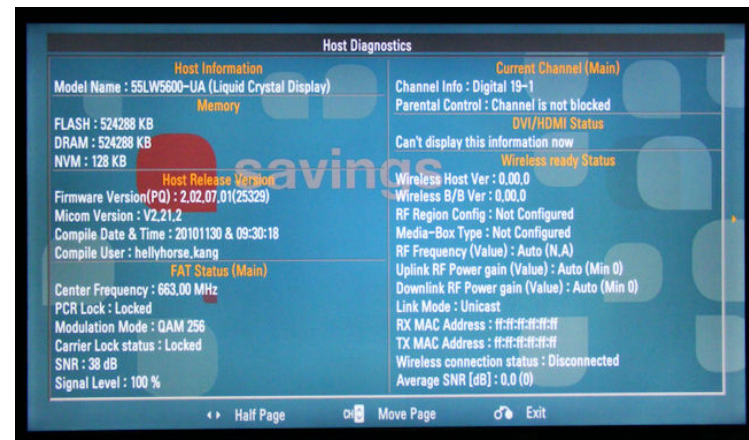 Host Diagnostics
Host Information
Model Name : 55LW5600-UA (Liquid Crystal Display)
Memory
FLASH : 524288 KB
DRAM : 524288 KB
NVM : 128 KB
Host Release Version
Firmware Version(PQ) : 2,02,07,01(25329)
Micom Version : V2,21,2
Compile Date & Time : 20101130 & 09:30:18
Compile User : hellyhorse,kang
FAT Status (Main)
Center Frequency : 663,00 MHz
PCR Lock : Locked
Modulation Mode : QAM 256
Carrier Lock status : Locked
SNR : 38 dB
Signal Level : 100 %
Current Channel (Main)
Channel Info : Digital 19-1
Parental Control : Channel is not blocked
DVI/HDMI Status
Can't display this information now
Wireless ready Status
Wireless Host Ver : 0,00,0
Wireless B/B Ver : 0,00,0
RF Region Config : Not Configured
Media-Box Type : Not Configured
RF Frequency (Value) : Auto (N,A)
Uplink RF Power gain (Value) : Auto (Min 0)
Downlink RF Power gain (Value) : Auto (Min 0)
Link Mode : Unicast
RX MAC Address : ff:ff:ff:ff:ff:ff
TX MAC Address : ff:ff:ff:ff:ff:ff
Wireless connection status : Disconnected
Average SNR [dB] : 0,0 (0)
savings
Half Page CH Move Page Exit